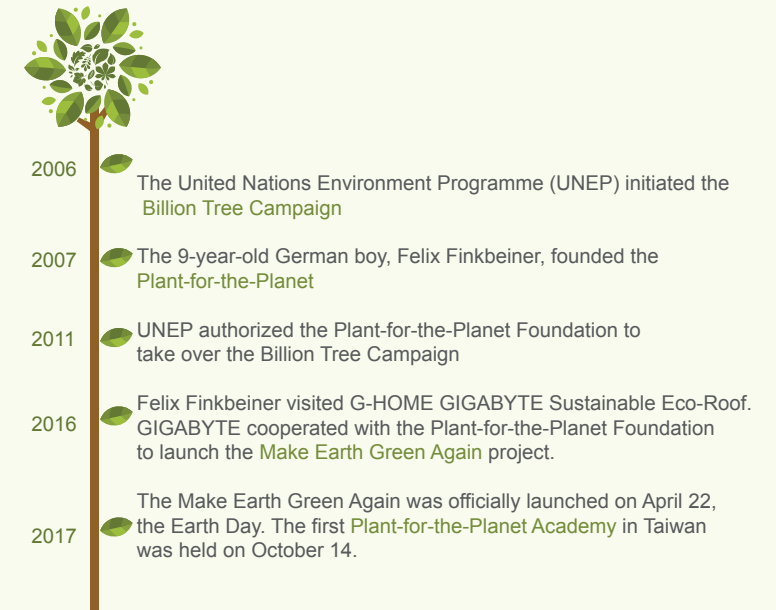 2006
The United Nations Environment Programme (UNEP) initiated the
Billion Tree Campaign
2007
The 9-year-old German boy, Felix Finkbeiner, founded the
Plant-for-the-Planet
2011
UNEP authorized the Plant-for-the-Planet Foundation to
take over the Billion Tree Campaign
2016
Felix Finkbeiner visited G-HOME GIGABYTE Sustainable Eco-Roof.
GIGABYTE cooperated with the Plant-for-the-Planet Foundation
to launch the Make Earth Green Again project.
2017
The Make Earth Green Again was officially launched on April 22,
the Earth Day. The first Plant-for-the-Planet Academy in Taiwan
was held on October 14.